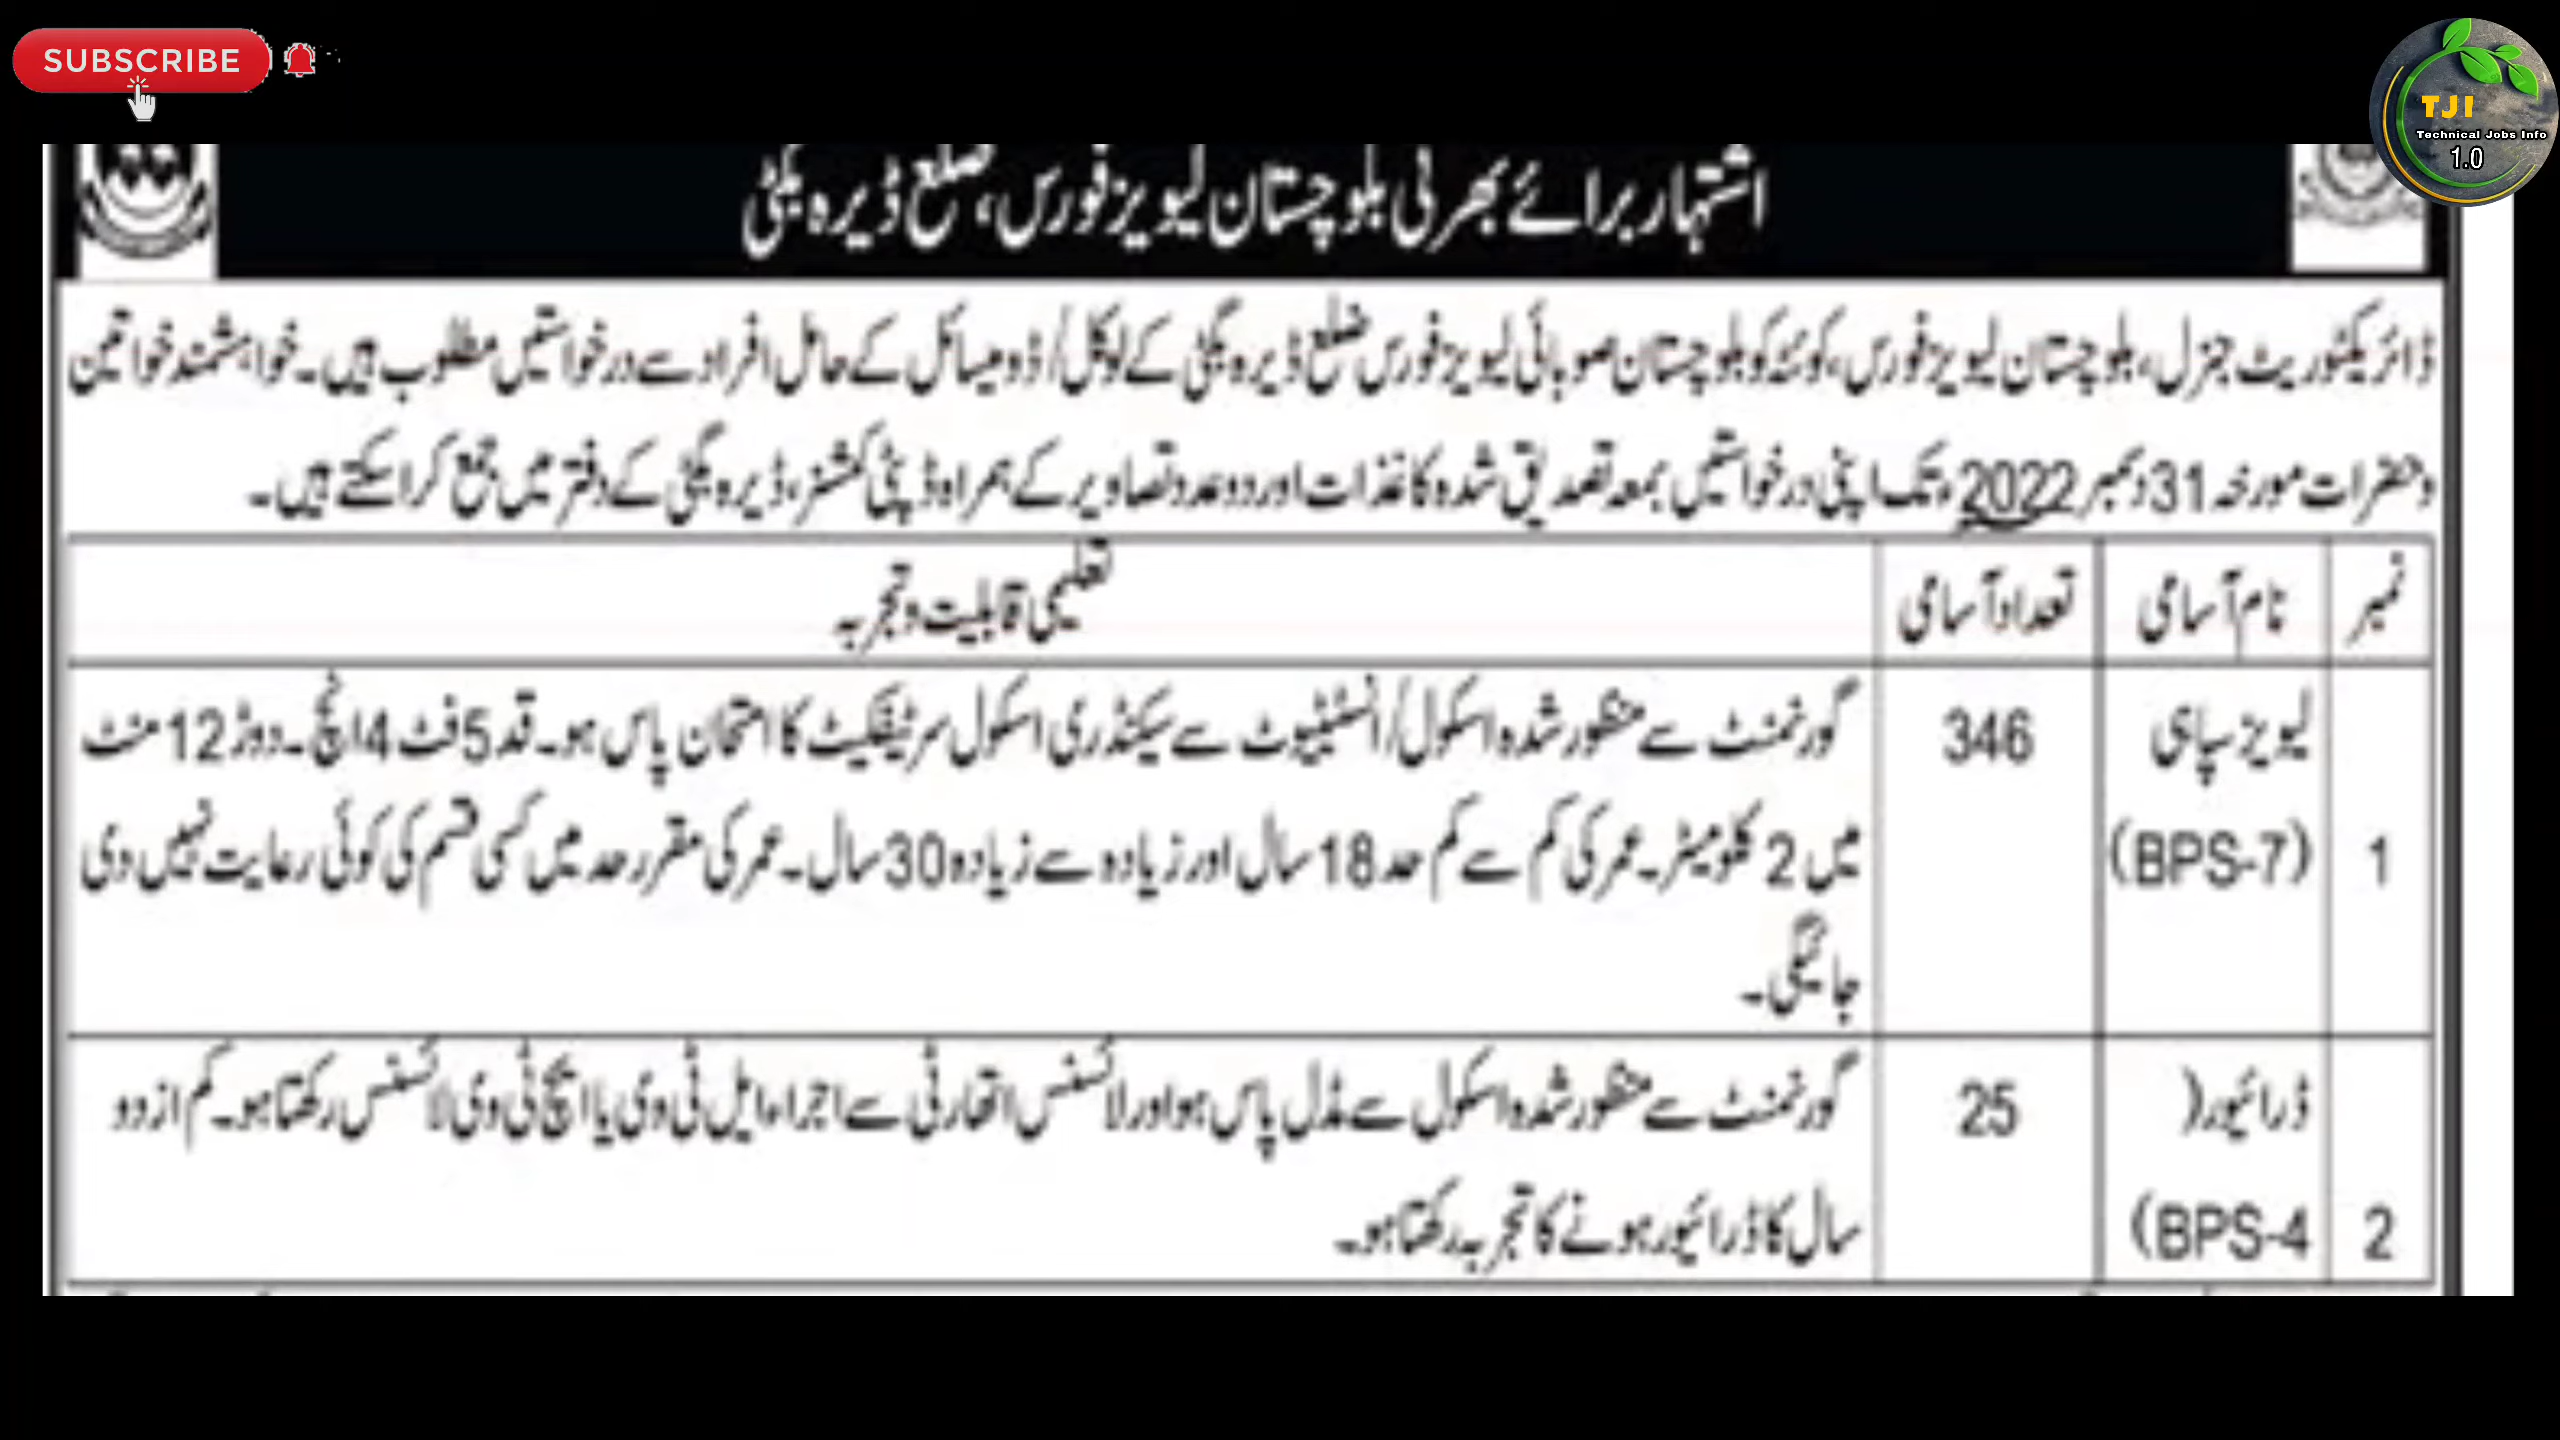 SUBSCRIBE
TJI
Technical Jobs Info
1.0
اشتہار برائے بھرتی بلوچستان لیویز فورس، ضلع ڈیرہ بگٹی
ڈائریکٹوریٹ جنرل، بلوچستان لیویز فورس، کوئٹہ کو بلوچستان صوبائی لیویز فورس ضلع ڈیرہ بگٹی کے لوکل/ ڈومیسائل کے حامل افراد سے درخواستیں مطلوب ہیں۔ خواہشمند خواتین
و حضرات مورخہ 31 دسمبر 2022ء تک اپنی درخواستیں بمعہ تصدیق شدہ کاغذات اور دو عدد تصاویر کے ہمراہ ڈپٹی کمشنر، ڈیرہ بگٹی کے دفتر میں جمع کرا سکتے ہیں۔
نمبر نام آسامی تعداد آسامی تعلیمی قابلیت و تجربہ
لیویز سپاہی 346 گورنمنٹ سے منظور شدہ اسکول/ انسٹیٹیوٹ سے سیکنڈری اسکول سرٹیفکیٹ کا امتحان پاس ہو۔ قد 5 فٹ 4 انچ۔ دوڑ 12 منٹ
1 (BPS-7) میں 2 کلومیٹر۔ عمر کی کم سے کم حد 18 سال اور زیادہ سے زیادہ 30 سال۔ عمر کی مقرر حد میں کسی قسم کی کوئی رعایت نہیں دی
جائیگی۔
ڈرائیور( 25 گورنمنٹ سے منظور شدہ اسکول سے مڈل پاس ہو اور لائسنس اتھارٹی سے اجراء ایل ٹی وی یا ایچ ٹی وی لائسنس رکھتا ہو۔ کم از دو
2 (BPS-4 سال کا ڈرائیور ہونے کا تجربہ رکھتا ہو۔